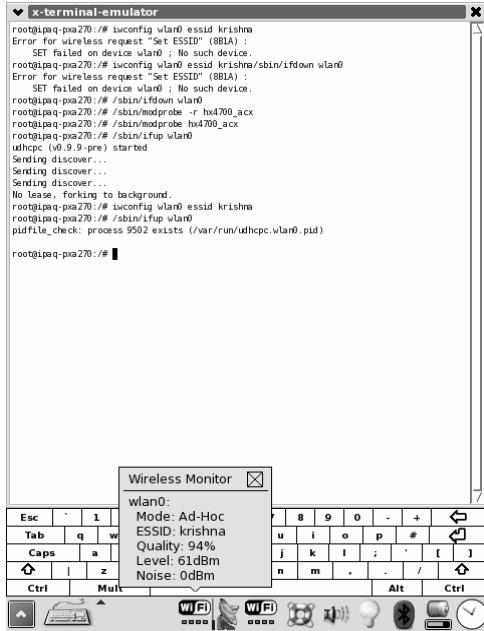 x-terminal-emulator
root@ipaq-pxa270:/# iwconfig wlan0 essid krishna
Error for wireless request "Set ESSID" (8B1A) :
    SET failed on device wlan0 ; No such device.
root@ipaq-pxa270:/# iwconfig wlan0 essid krishna/sbin/ifdown wlan0
Error for wireless request "Set ESSID" (8B1A) :
    SET failed on device wlan0 ; No such device.
root@ipaq-pxa270:/# /sbin/ifdown wlan0
root@ipaq-pxa270:/# /sbin/modprobe -r hx4700_acx
root@ipaq-pxa270:/# /sbin/modprobe hx4700_acx
root@ipaq-pxa270:/# /sbin/ifup wlan0
udhcpc (v0.9.9-pre) started
Sending discover...
Sending discover...
Sending discover...
No lease, forking to background.
root@ipaq-pxa270:/# iwconfig wlan0 essid krishna
root@ipaq-pxa270:/# /sbin/ifup wlan0
pidfile_check: process 9502 exists (/var/run/udhcpc.wlan0.pid)
root@ipaq-pxa270:/#
Wireless Monitor
wlan0:
Mode: Ad-Hoc
ESSID: krishna
Quality: 94%
Level: 61dBm
Noise: 0dBm
Esc ` 1 8 9 0 - +
Tab q w u i o p #
Caps a j k l ; ' [ ]
| z n m , . /
Ctrl Mult Alt Ctrl
WiFi WiFi